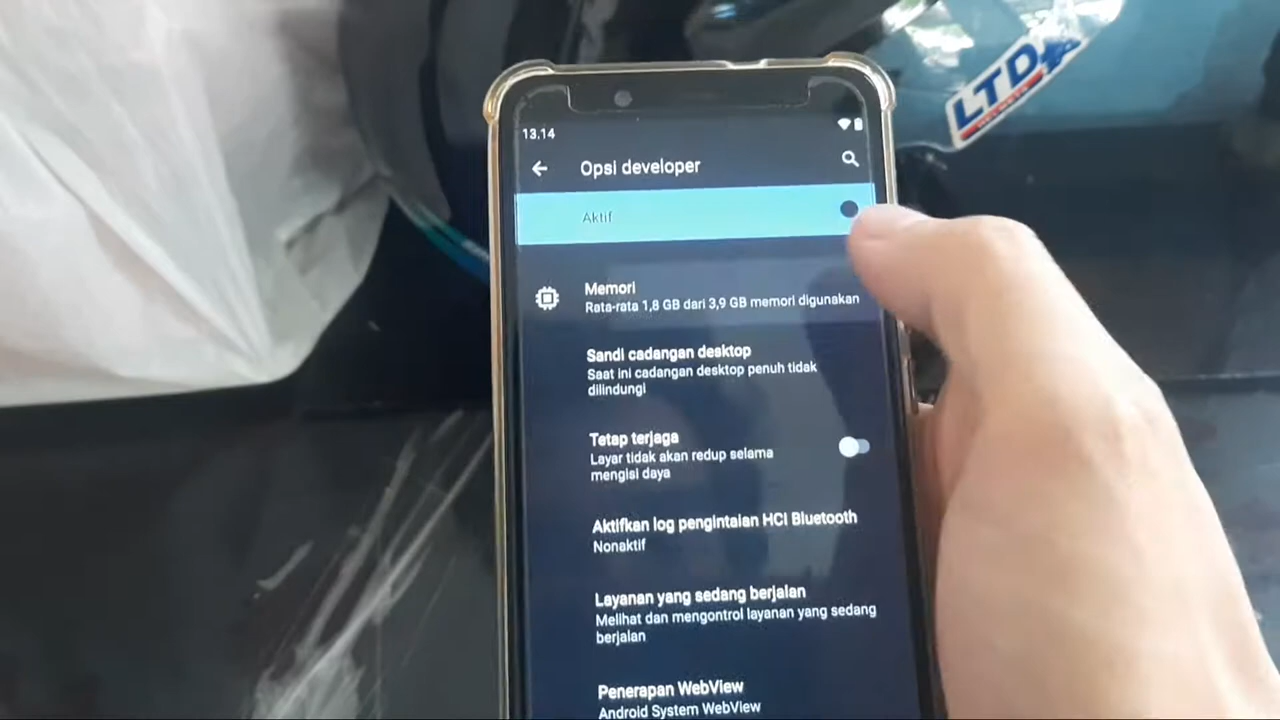 LTD
13.14
Opsi developer
Aktif
Memori
Rata-rata 1,8 GB dari 3,9 GB memori digunakan
Sandi cadangan desktop
Saat ini cadangan desktop penuh tidak
dilindungi
Tetap terjaga
Layar tidak akan redup selama
mengisi daya
Aktifkan log pengintaian HCI Bluetooth
Nonaktif
Layanan yang sedang berjalan
Melihat dan mengontrol layanan yang sedang
berjalan
Penerapan WebView
Android System WebView